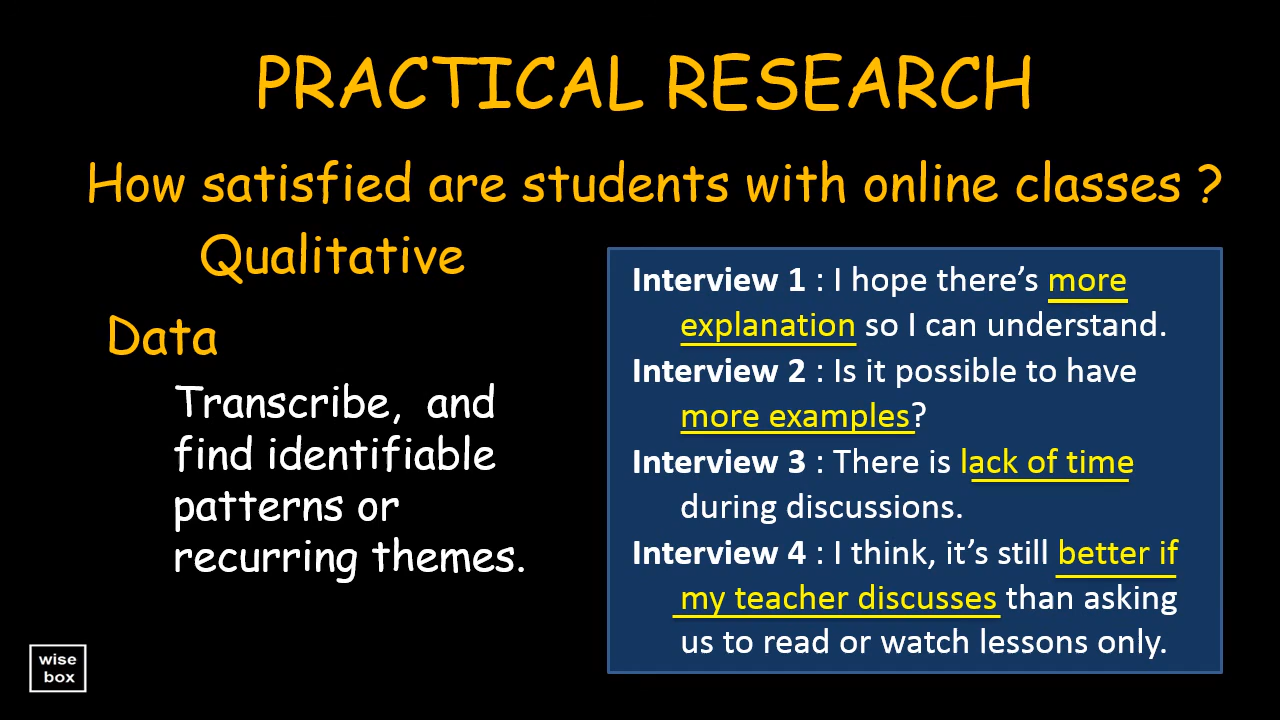 PRACTICAL RESEARCH
How satisfied are students with online classes ?
Qualitative
Data
Transcribe,  and
find identifiable
patterns or
recurring themes.
Interview 1 : I hope there’s more
explanation so I can understand.
Interview 2 : Is it possible to have
more examples?
Interview 3 : There is lack of time
during discussions.
Interview 4 : I think, it’s still better if
my teacher discusses than asking
us to read or watch lessons only.
wise
box